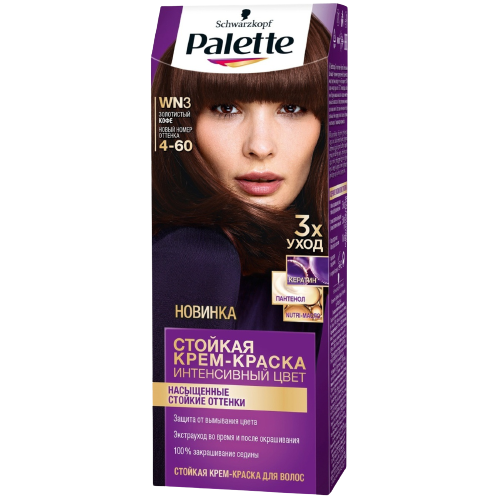 Schwarzkopf
Palette
WN3
ЗОЛОТИСТЫЙ
КОФЕ
НОВЫЙ НОМЕР
ОТТЕНКА
4-60
3x
УХОД
КЕРАТИН
ПАНТЕНОЛ
NUTRI-МАСЛО
НОВИНКА
СТОЙКАЯ
КРЕМ-КРАСКА
ИНТЕНСИВНЫЙ ЦВЕТ
НАСЫЩЕННЫЕ
СТОЙКИЕ ОТТЕНКИ
Защита от вымывания цвета
Экстрауход во время и после окрашивания
100% закрашивание седины
СТОЙКАЯ КРЕМ-КРАСКА ДЛЯ ВОЛОС